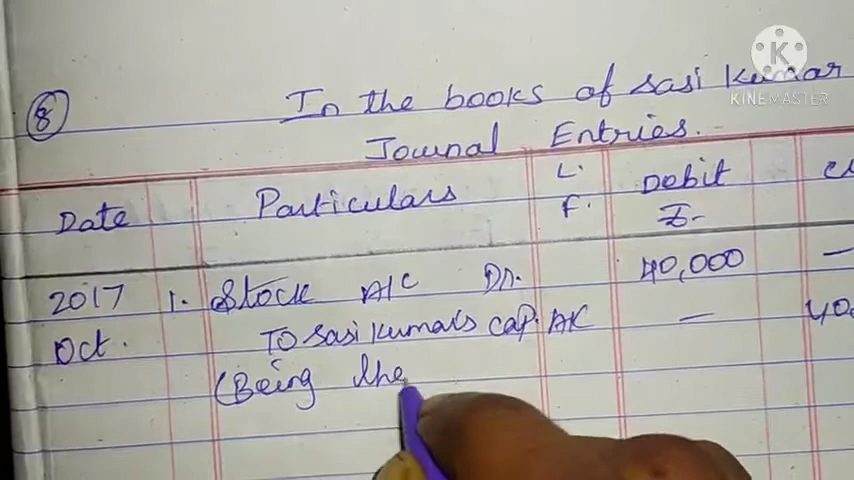 K
KINEMASTER
8 In the books of Sasi Kumar
Journal Entries.
Date Particulars L. F. Debit ₹.
2017 1. Stock A/C Dr. 40,000 —
Oct. To Sasi Kumar's cap. A/C — 40
(Being the